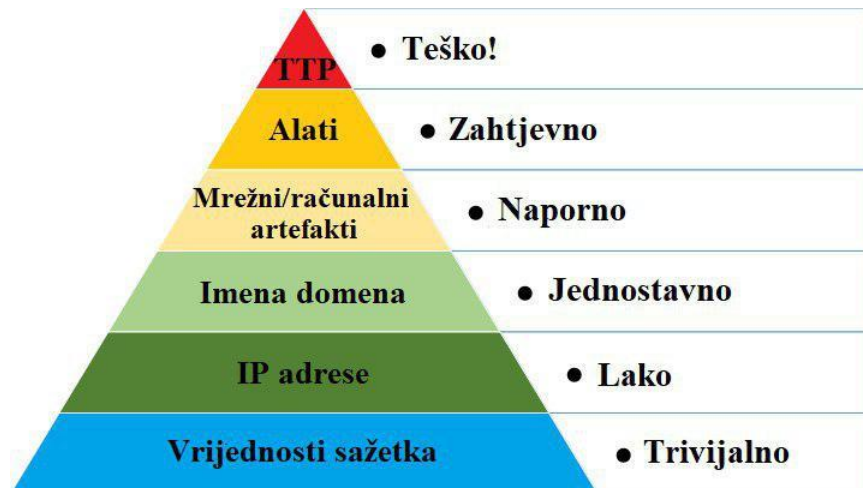 TTP
• Teško!
Alati
• Zahtjevno
Mrežni/računalni
artefakti
• Naporno
Imena domena
• Jednostavno
IP adrese
• Lako
Vrijednosti sažetka
• Trivijalno